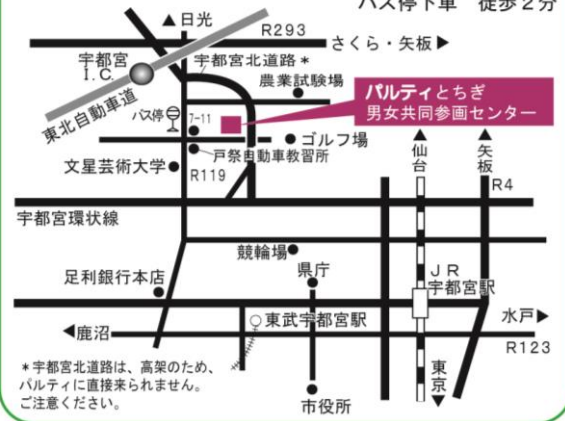 バス停下車 徒歩2分
▲日光
R293
さくら・矢板▶
宇都宮
I.C.
宇都宮北道路*
農業試験場
東北自動車道
バス停
7-11
パルティとちぎ
男女共同参画センター
ゴルフ場
戸祭自動車教習所
文星芸術大学
R119
▲仙台
▲矢板
R4
宇都宮環状線
競輪場
県庁
足利銀行本店
JR
宇都宮駅
東武宇都宮駅
水戸▶
◀鹿沼
R123
*宇都宮北道路は、高架のため、
パルティに直接来られません。
ご注意ください。
市役所
東京▼